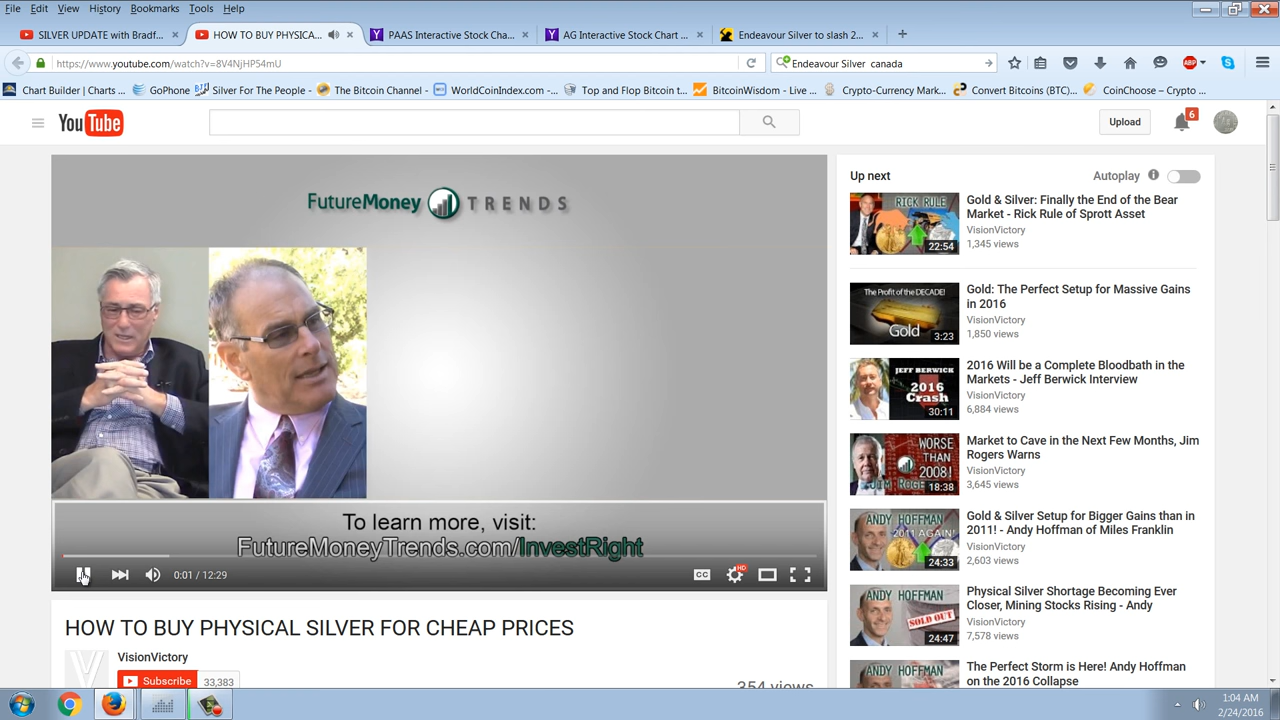 File Edit View History Bookmarks Tools Help
SILVER UPDATE with Bradf...
HOW TO BUY PHYSICAL...
PAAS Interactive Stock Cha...
AG Interactive Stock Chart ...
Endeavour Silver to slash 2...
https://www.youtube.com/watch?v=8V4NjHP54mU
Endeavour Silver canada
ABP
Chart Builder | Charts ...
GoPhone
Silver For The People -
The Bitcoin Channel -
WorldCoinIndex.com -
Top and Flop Bitcoin t...
BitcoinWisdom - Live ...
Crypto-Currency Mark...
Convert Bitcoins (BTC)...
CoinChoose – Crypto ...
YouTube
Upload
6
FutureMoney TRENDS
To learn more, visit:
FutureMoneyTrends.com/InvestRight
0:01 / 12:29
CC
HD
HOW TO BUY PHYSICAL SILVER FOR CHEAP PRICES
VisionVictory
Subscribe 33,383
354 views
Up next
Autoplay
RICK RULE
22:54
Gold & Silver: Finally the End of the Bear
Market - Rick Rule of Sprott Asset
VisionVictory
1,345 views
The Profit of the DECADE!
Gold
3:23
Gold: The Perfect Setup for Massive Gains
in 2016
VisionVictory
1,850 views
JEFF BERWICK
2016
Crash
30:11
2016 Will be a Complete Bloodbath in the
Markets - Jeff Berwick Interview
VisionVictory
6,884 views
WORSE
THAN
2008!
18:38
Market to Cave in the Next Few Months, Jim
Rogers Warns
VisionVictory
3,645 views
ANDY HOFFMAN
2011 AGAIN!
24:33
Gold & Silver Setup for Bigger Gains than in
2011! - Andy Hoffman of Miles Franklin
VisionVictory
2,603 views
ANDY HOFFMAN
SOLD OUT
24:47
Physical Silver Shortage Becoming Ever
Closer, Mining Stocks Rising - Andy
VisionVictory
7,578 views
ANDY HOFFMAN
The Perfect Storm is Here! Andy Hoffman
on the 2016 Collapse
1:04 AM
2/24/2016